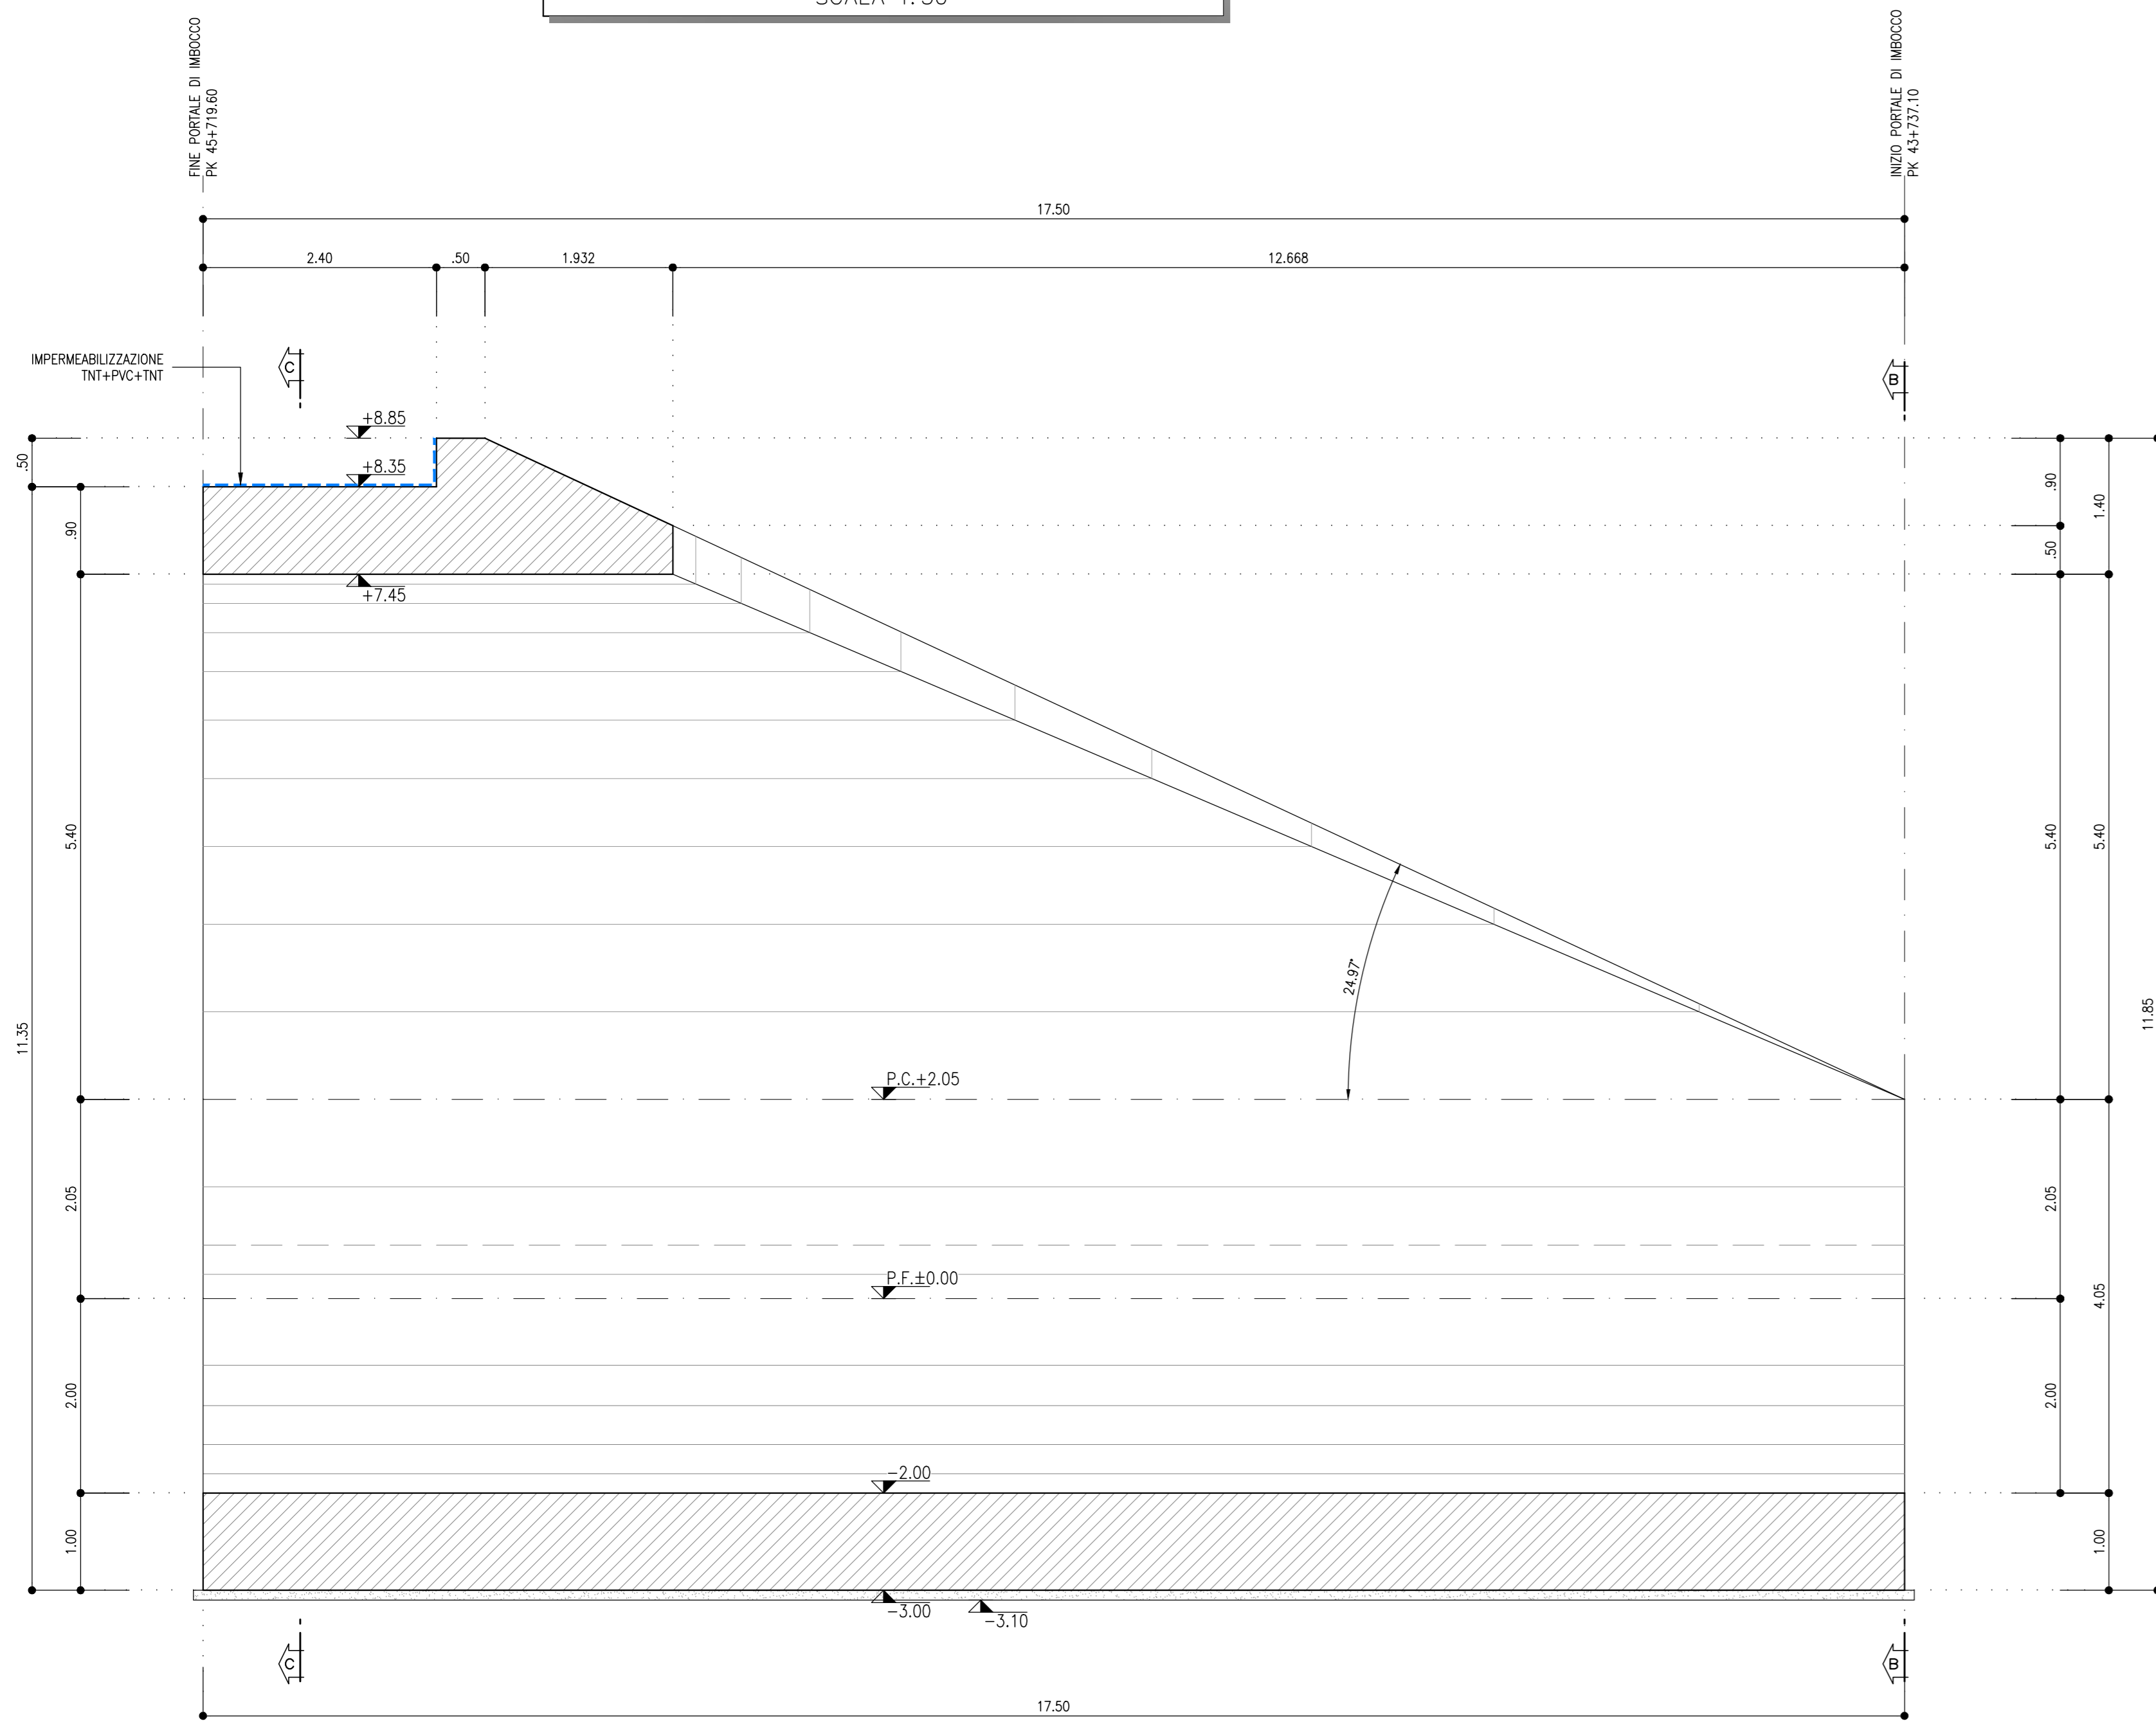 FINE PORTALE DI IMBOCCO
PK 45+719.60
INIZIO PORTALE DI IMBOCCO
PK 43+737.10
17.50
2.40
.50
1.932
12.668
IMPERMEABILIZZAZIONE
TNT+PVC+TNT
C
B
+8.85
+8.35
+7.45
.50
.90
5.40
11.35
2.05
2.00
1.00
.90
1.40
.50
5.40
5.40
11.85
2.05
4.05
2.00
1.00
24.97°
P.C.+2.05
P.F.±0.00
-2.00
-3.00
-3.10
C
B
17.50